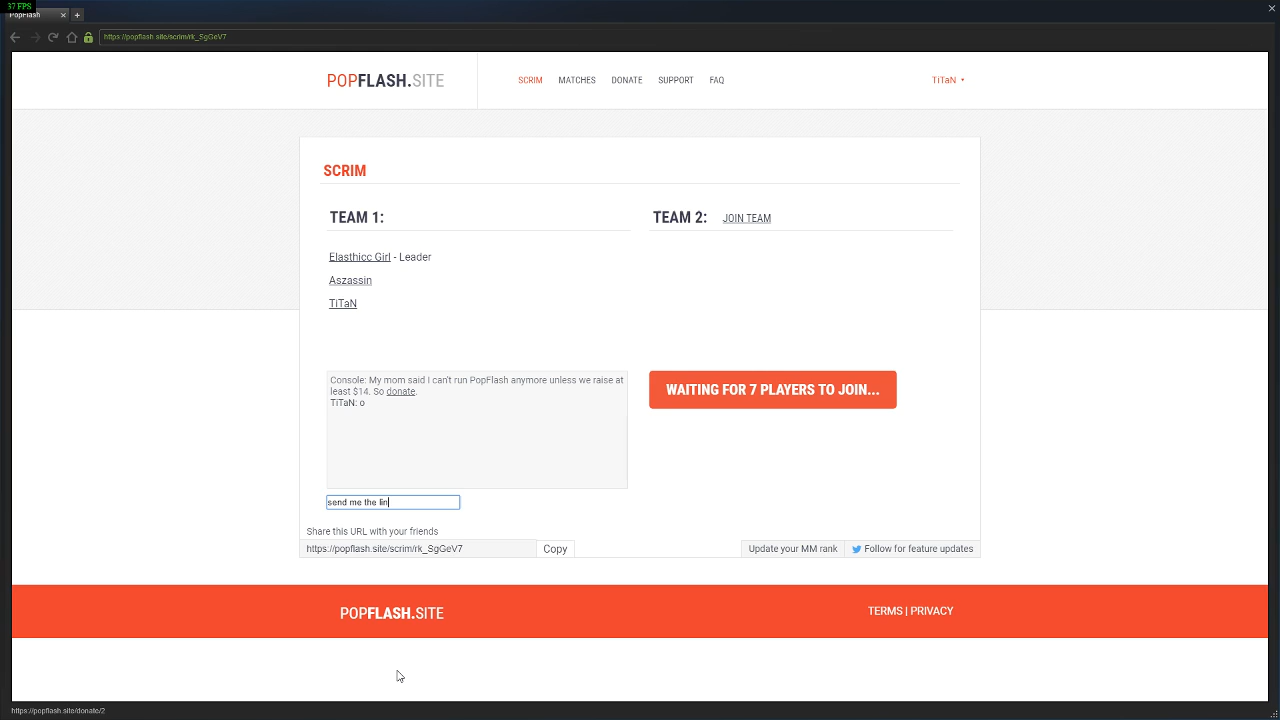 37 FPS
PopFlash
https://popflash.site/scrim/rk_SgGeV7
POPFLASH.SITE
SCRIM MATCHES DONATE SUPPORT FAQ
TiTaN
SCRIM
TEAM 1:
TEAM 2: JOIN TEAM
Elasthicc Girl - Leader
Aszassin
TiTaN
Console: My mom said I can't run PopFlash anymore unless we raise at
least $14. So donate.
TiTaN: o
WAITING FOR 7 PLAYERS TO JOIN...
send me the lin
Share this URL with your friends
https://popflash.site/scrim/rk_SgGeV7 Copy
Update your MM rank Follow for feature updates
POPFLASH.SITE
TERMS | PRIVACY
https://popflash.site/donate/2